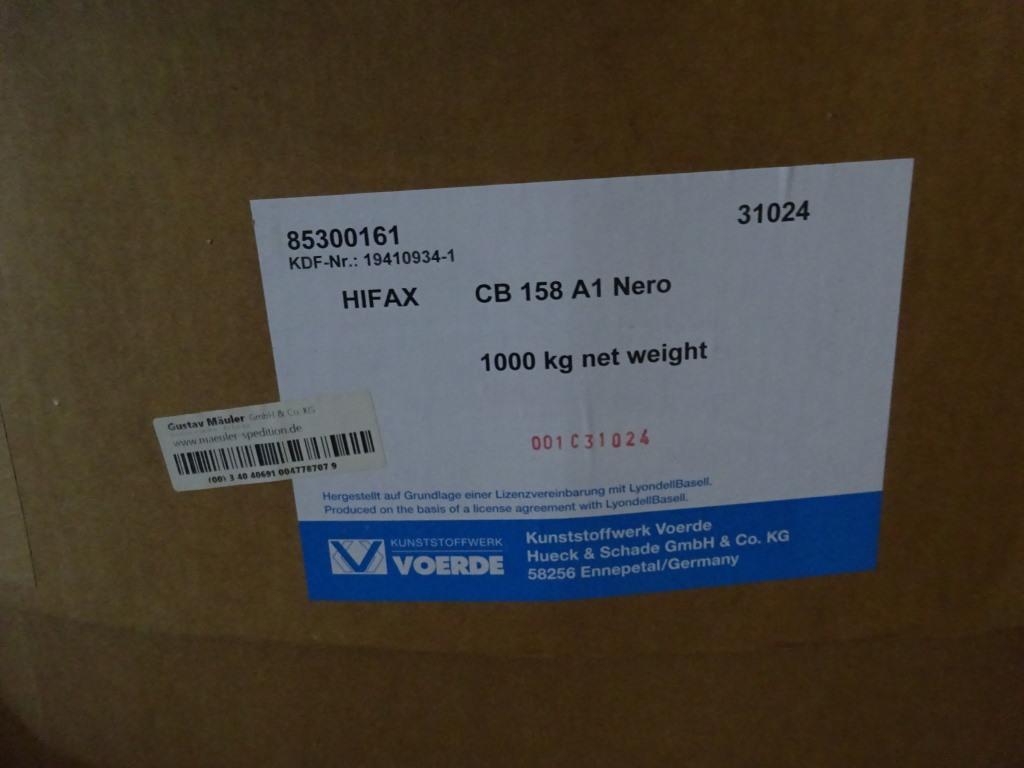 85300161
31024
KDF-Nr.: 19410934-1
HIFAX CB 158 A1 Nero
1000 kg net weight
Gustav Mäuler GmbH & Co. KG
www.maeuler-spedition.de
(00) 3 40 40691 004778707 9
001C31024
Hergestellt auf Grundlage einer Lizenzvereinbarung mit LyondellBasell.
Produced on the basis of a license agreement with LyondellBasell.
KUNSTSTOFFWERK
VOERDE
Kunststoffwerk Voerde
Hueck & Schade GmbH & Co. KG
58256 Ennepetal/Germany